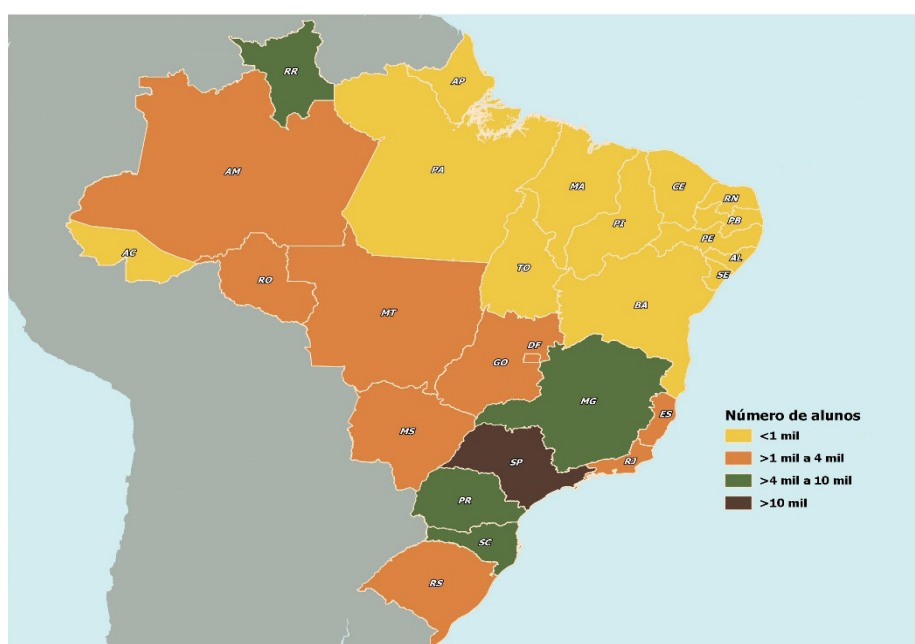 RR
AP
AM
PA
MA
CE
RN
PB
PI
PE
AL
SE
AC
TO
RO
BA
MT
DF
GO
MG
ES
MS
SP
RJ
PR
SC
RS
Número de alunos
<1 mil
>1 mil a 4 mil
>4 mil a 10 mil
>10 mil